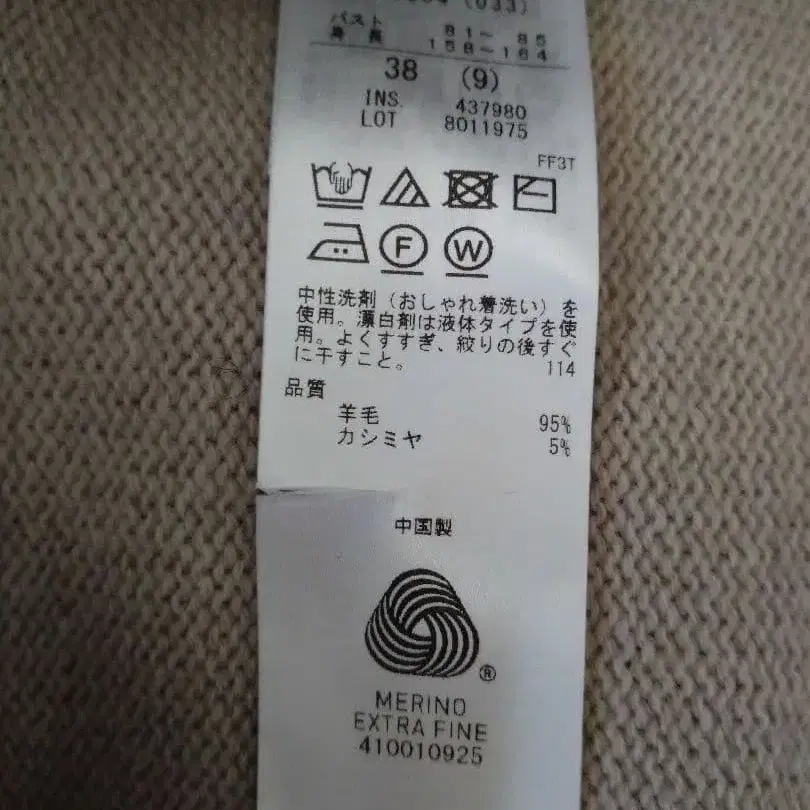 (033)
バスト 81～ 85
身長 158～164
38 (9)
INS. 437980
LOT 8011975
FF3T
F W
中性洗剤（おしゃれ着洗い）を
使用。漂白剤は液体タイプを使
用。よくすすぎ、絞りの後すぐ
に干すこと。 114
品質
羊毛 95%
カシミヤ 5%
中国製
®
MERINO
EXTRA FINE
410010925